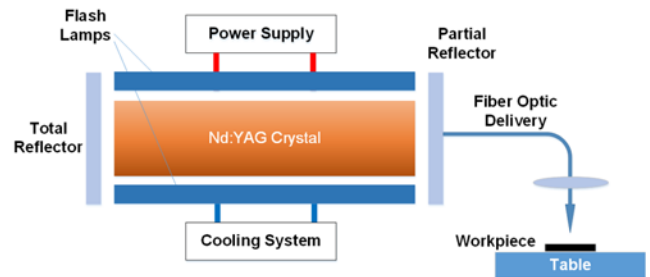 Flash
Lamps
Power Supply
Partial
Reflector
Total
Reflector
Nd:YAG Crystal
Fiber Optic
Delivery
Cooling System
Workpiece
Table